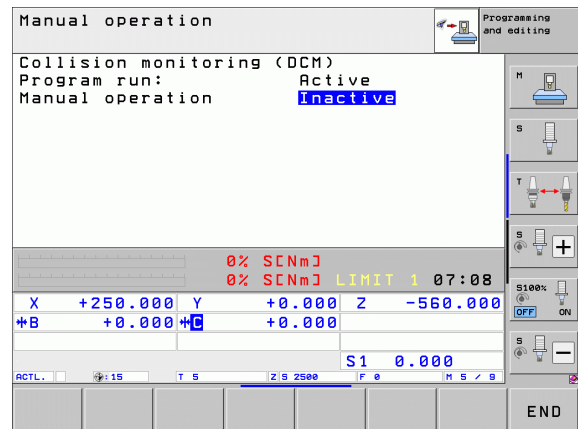 Manual operation
Programming
and editing
Collision monitoring (DCM)
Program run: Active
Manual operation Inactive
0% S[Nm]
0% S[Nm] LIMIT 1 07:08
X +250.000 Y +0.000 Z -560.000
B +0.000 C +0.000
S1 0.000
ACTL. :15 T 5 Z S 2500 F 0 M 5 / 9
M
S
T
S
S100%
OFF ON
S
END